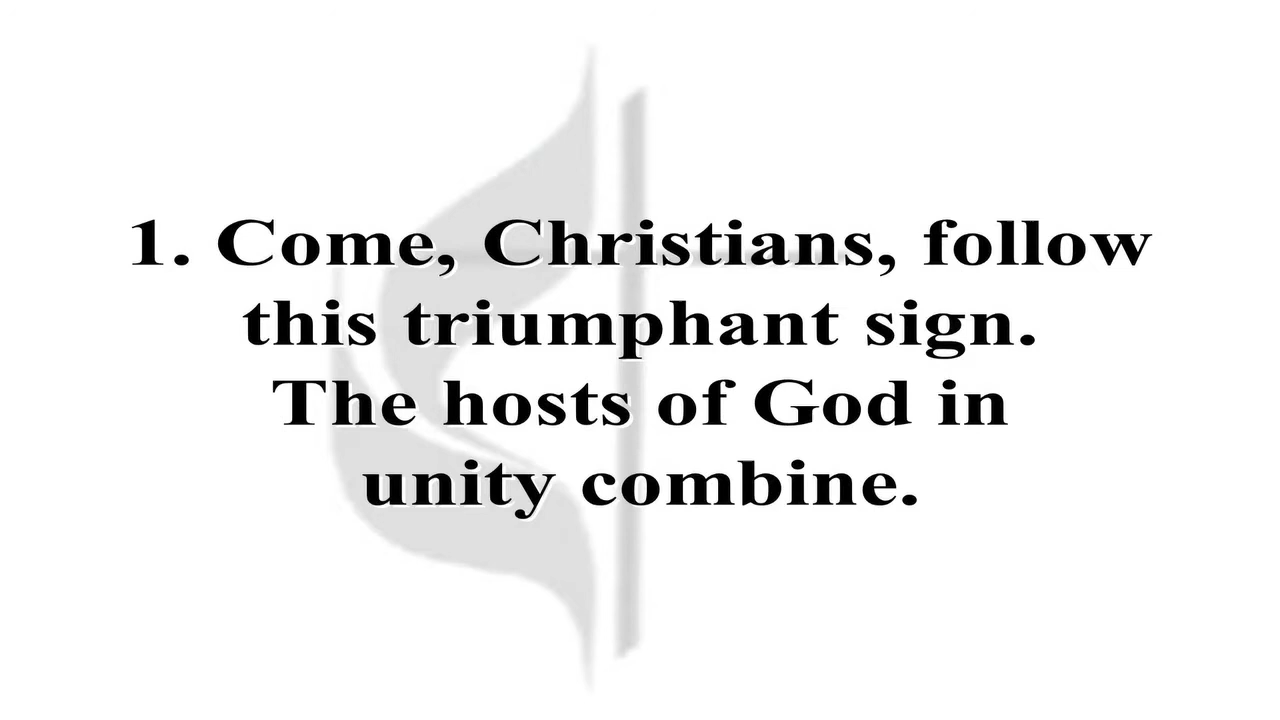 1. Come, Christians, follow
this triumphant sign.
The hosts of God in
unity combine.